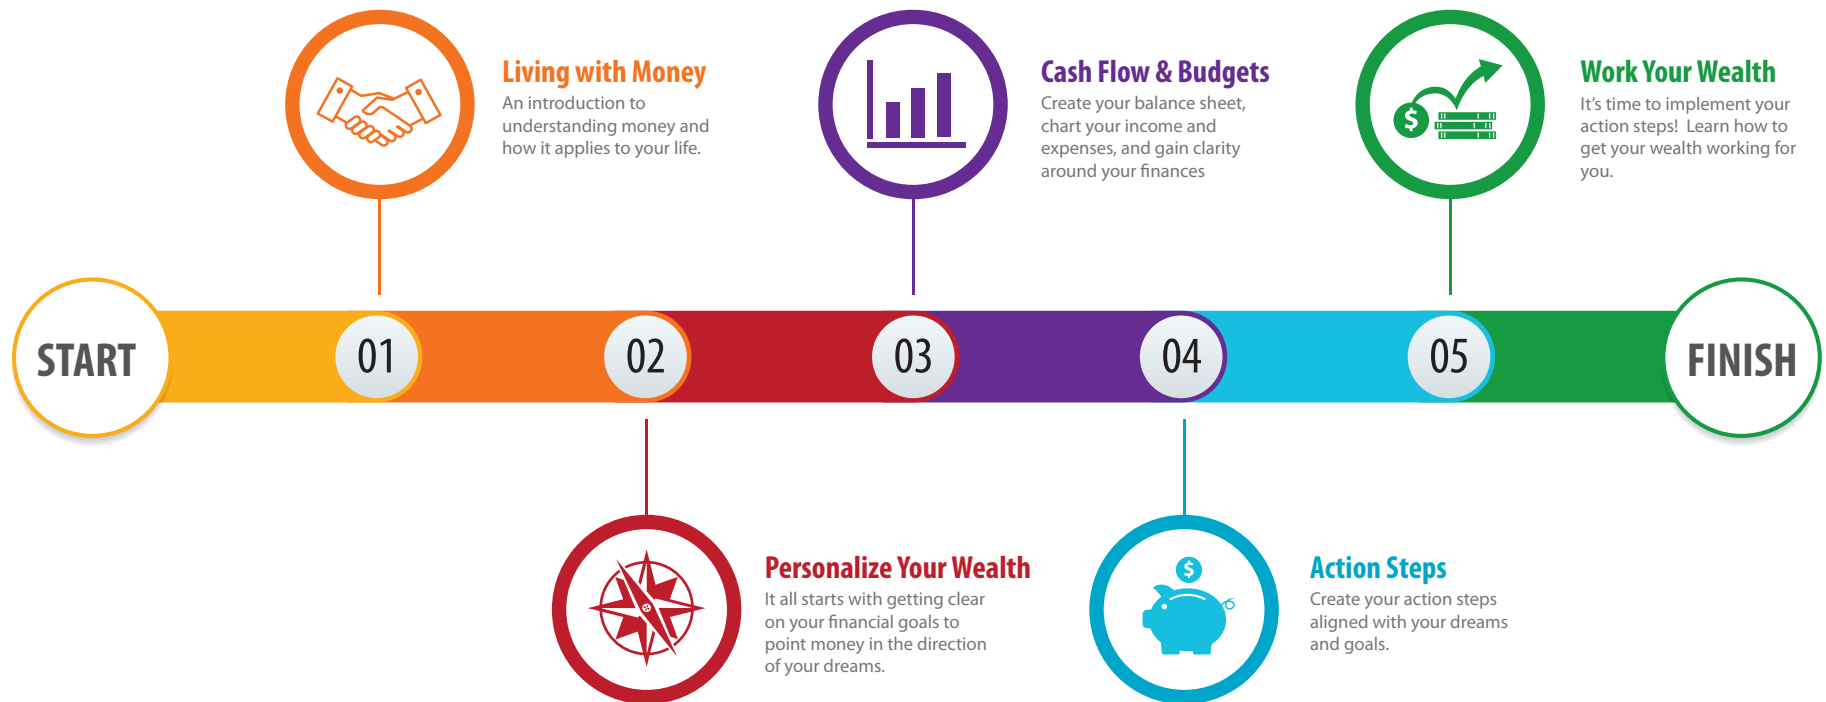 Living with Money
An introduction to
understanding money and
how it applies to your life.
Cash Flow & Budgets
Create your balance sheet,
chart your income and
expenses, and gain clarity
around your finances
Work Your Wealth
It's time to implement your
action steps!  Learn how to
get your wealth working for
you.
START
01
02
03
04
05
FINISH
Personalize Your Wealth
It all starts with getting clear
on your financial goals to
point money in the direction
of your dreams.
$
Action Steps
Create your action steps
aligned with your dreams
and goals.
$